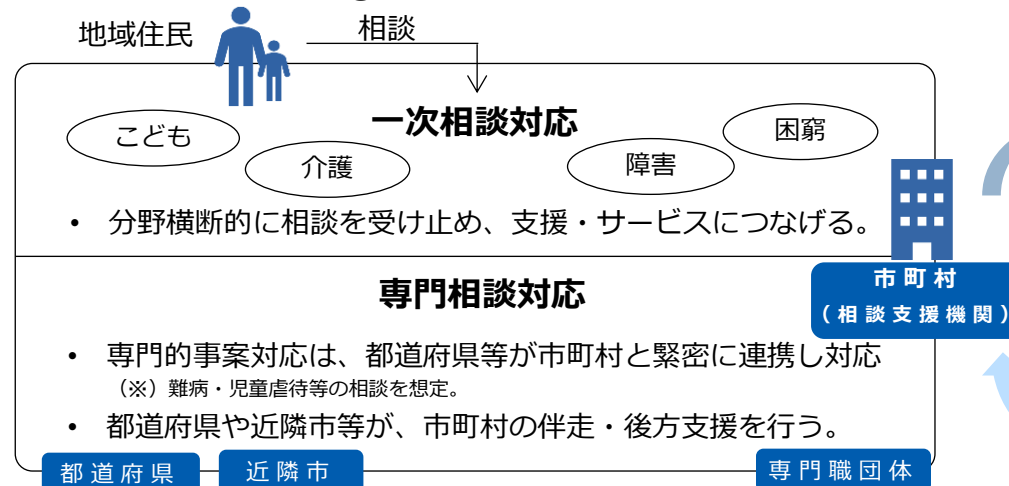 地域住民
相談
一次相談対応
こども
介護
障害
困窮
• 分野横断的に相談を受け止め、支援・サービスにつなげる。
市町村
（相談支援機関）
専門相談対応
• 専門的事案対応は、都道府県等が市町村と緊密に連携し対応
（※）難病・児童虐待等の相談を想定。
• 都道府県や近隣市等が、市町村の伴走・後方支援を行う。
都道府県
近隣市
専門職団体